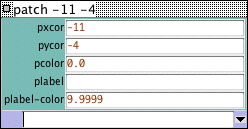 patch -11 -4
pxcor -11
pycor -4
pcolor 0.0
plabel
plabel-color 9.9999